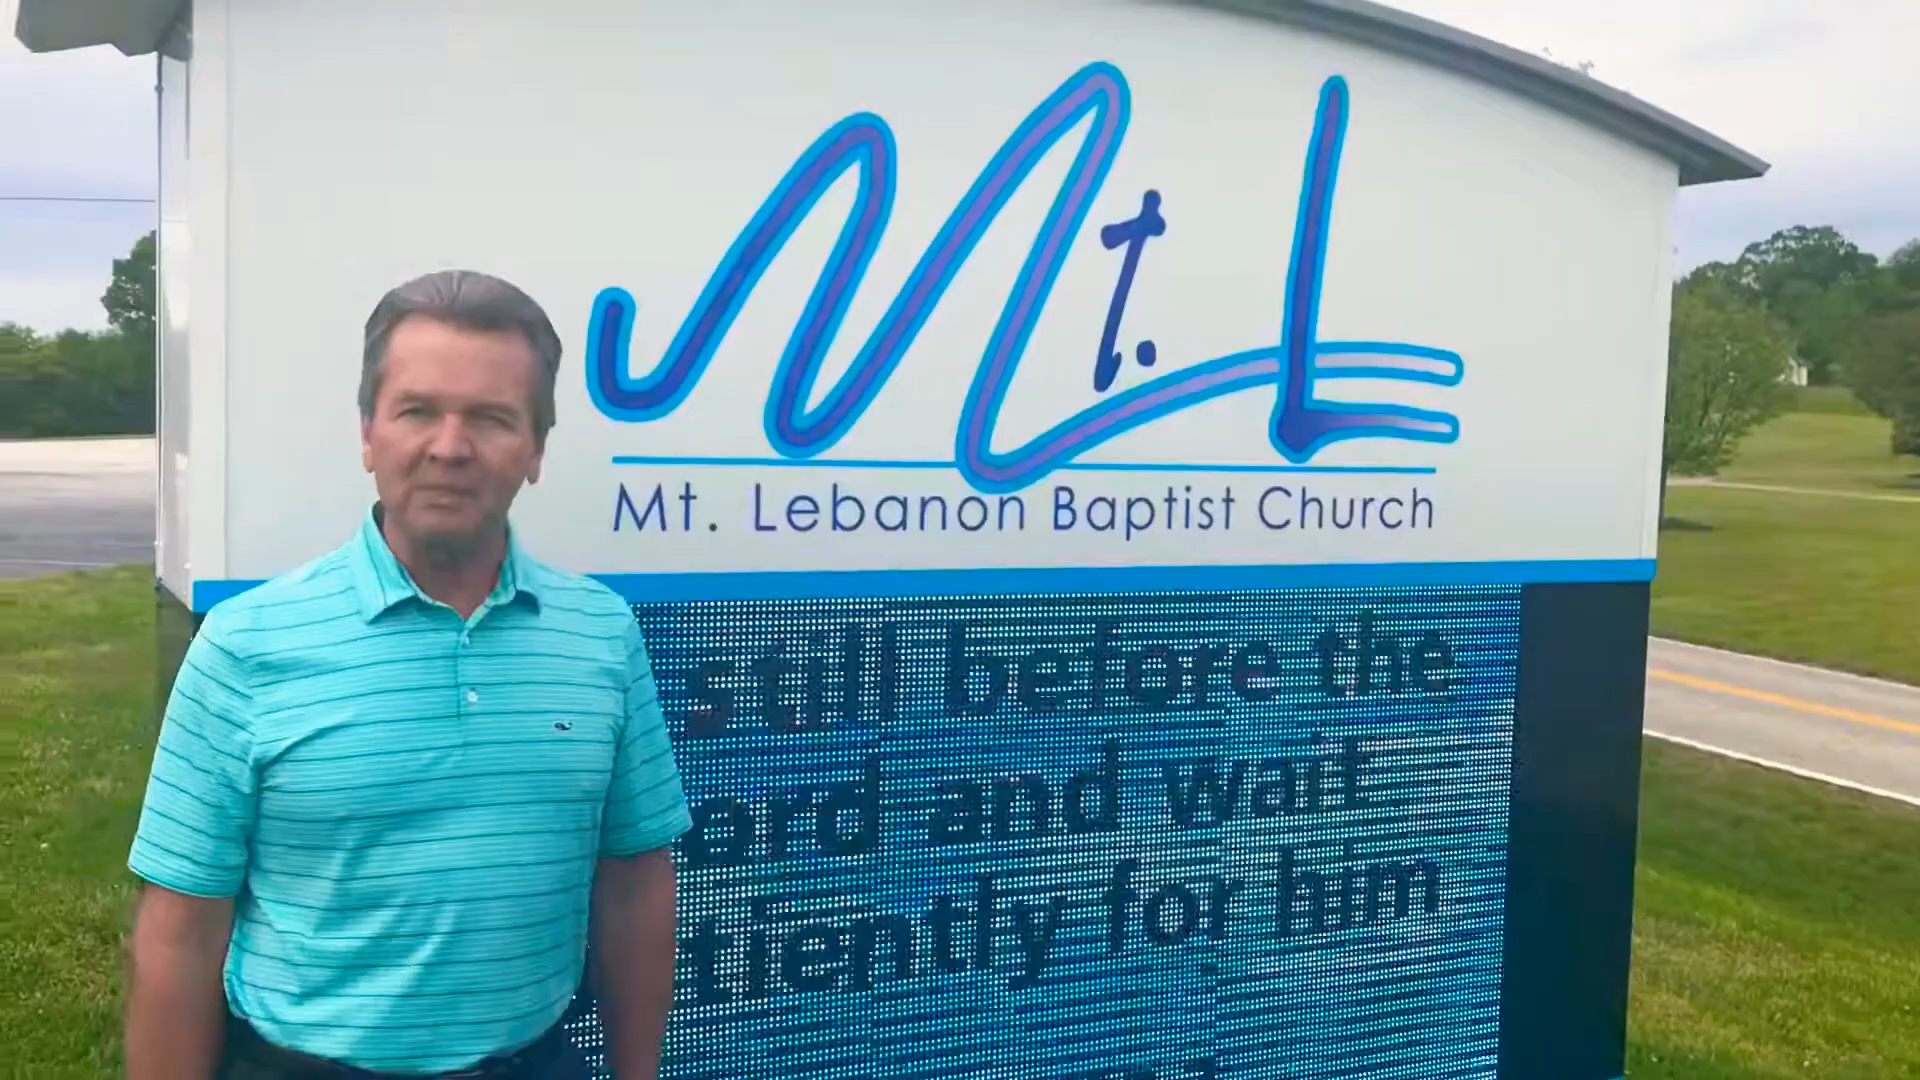 Mt. L
Mt. Lebanon Baptist Church
still before the
and wait
for him